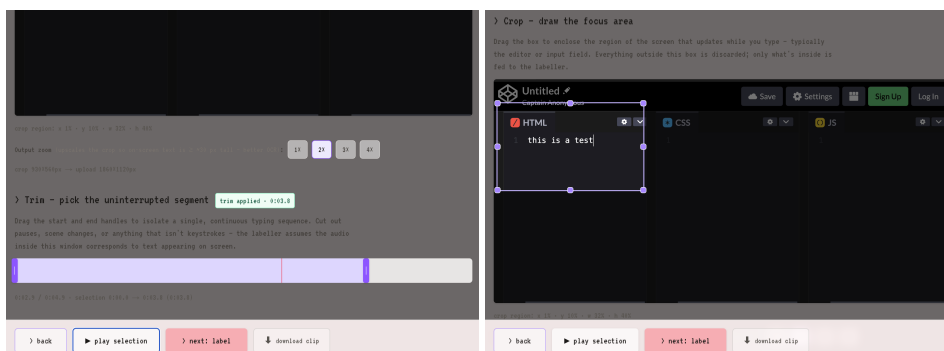 Output zoom
1X
2X
3X
4X
> Trim - pick the uninterrupted segment
trim applied · 0:03.8
Drag the start and end handles to isolate a single, continuous typing sequence. Cut out
pauses, scene changes, or anything that isn't keystrokes - the labeller assumes the audio
inside this window corresponds to text appearing on screen.
> back
▶ play selection
> next: label
⬇ download clip
> Crop - draw the focus area
Drag the box to enclose the region of the screen that updates while you type - typically
the editor or input field. Everything outside this box is discarded; only what's inside is
fed to the labeller.
Untitled
Captain Anonymous
Save
Settings
Sign Up
Log In
HTML
CSS
JS
this is a test
> back
▶ play selection
> next: label
⬇ download clip